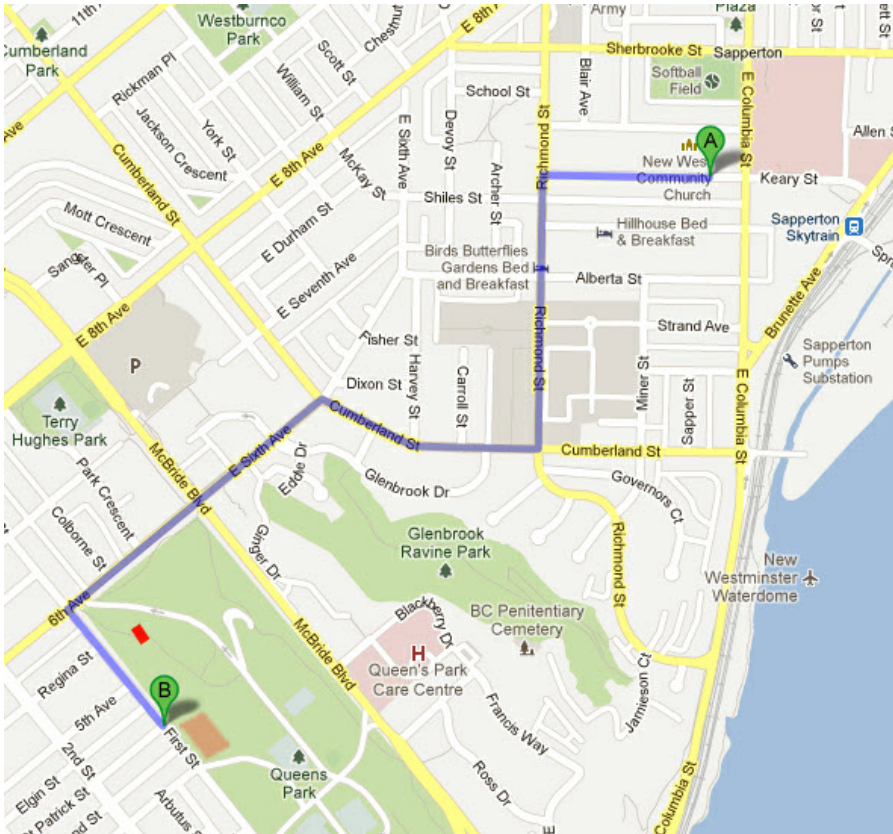 11th
Westburnco
Park
Cumberland
Park
Chestnut
E 8th Ave
Army
Plaza
Sherbrooke St
Sapperton
Scott St
Rickman Pl
William St
School St
Blair Ave
Softball
Field
E Columbia St
Ave
York St
Jackson Crescent
E Sixth Ave
Devoy St
Richmond St
Allen S
A
New Wes
Community
Church
E 8th Ave
McKay St
Archer St
Keary St
Cumberland St
Shiles St
Mott Crescent
E Durham St
Hillhouse Bed
& Breakfast
Sapperton
Skytrain
Birds Butterflies
Gardens Bed
and Breakfast
E Seventh Ave
Alberta St
Brunette Ave
E 8th Ave
Richmond St
Strand Ave
Fisher St
Sapperton
Pumps
Substation
P
Harvey St
Carroll St
Miner St
Sapper St
E Columbia St
Dixon St
Terry
Hughes Park
Cumberland St
E Sixth Ave
Cumberland St
McBride Blvd
Eddie Dr
Glenbrook Dr
Governors Ct
Park Crescent
Colborne St
Ginger Dr
Glenbrook
Ravine Park
Richmond St
New
Westminster
Waterdome
6th Ave
Blackberry Dr
BC Penitentiary
Cemetery
McBride Blvd
Regina St
H
Queen's Park
Care Centre
Jamieson Ct
B
5th Ave
Francis Way
First St
2nd St
Queens
Park
Elgin St
Ross Dr
Columbia St
St Patrick St
Arbutus
E